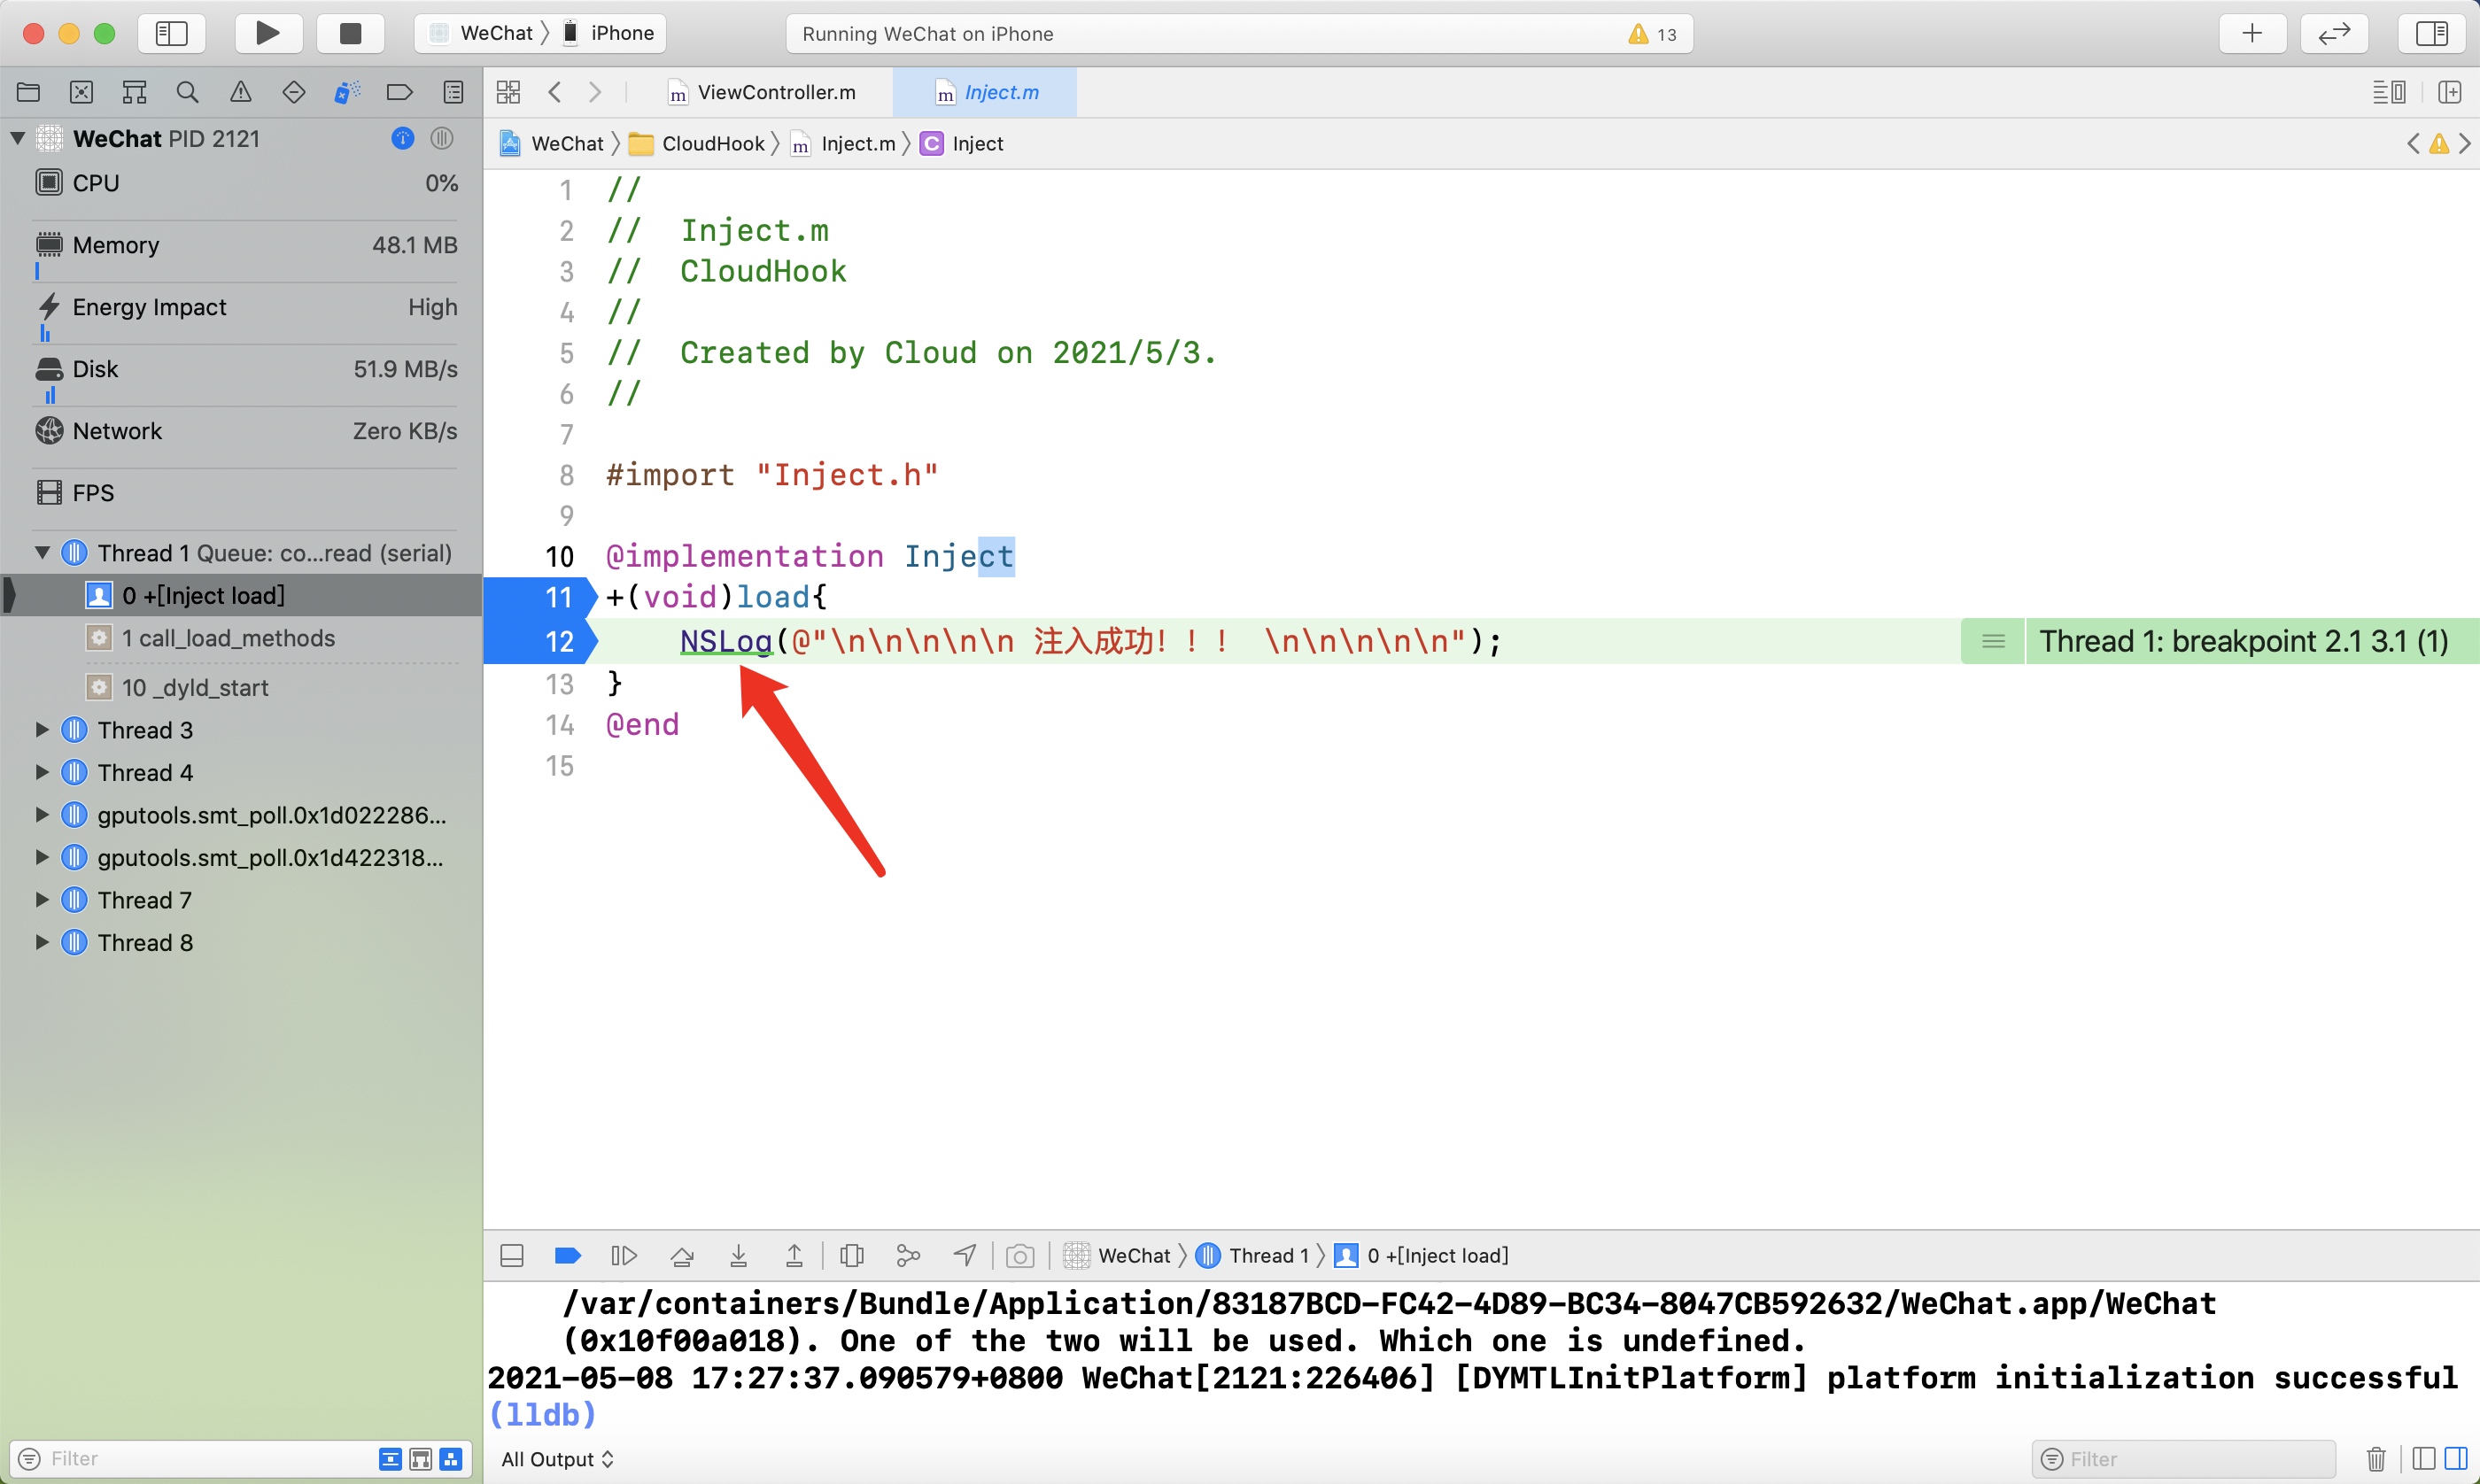 WeChat 〉 iPhone
Running WeChat on iPhone
13
ViewController.m
Inject.m
WeChat PID 2121
CPU 0%
Memory 48.1 MB
Energy Impact High
Disk 51.9 MB/s
Network Zero KB/s
FPS
Thread 1 Queue: co...read (serial)
0 +[Inject load]
1 call_load_methods
10 _dyld_start
Thread 3
Thread 4
gputools.smt_poll.0x1d022286...
gputools.smt_poll.0x1d422318...
Thread 7
Thread 8
Filter
WeChat 〉 CloudHook 〉 m Inject.m 〉 C Inject
1 //
2 //  Inject.m
3 //  CloudHook
4 //
5 //  Created by Cloud on 2021/5/3.
6 //
7
8 #import "Inject.h"
9
10 @implementation Inject
11 +(void)load{
12     NSLog(@"\n\n\n\n\n 注入成功！！！ \n\n\n\n\n");
Thread 1: breakpoint 2.1 3.1 (1)
13 }
14 @end
15
WeChat 〉 Thread 1 〉 0 +[Inject load]
/var/containers/Bundle/Application/83187BCD-FC42-4D89-BC34-8047CB592632/WeChat.app/WeChat
(0x10f00a018). One of the two will be used. Which one is undefined.
2021-05-08 17:27:37.090579+0800 WeChat[2121:226406] [DYMTLInitPlatform] platform initialization successful
(lldb)
All Output
Filter